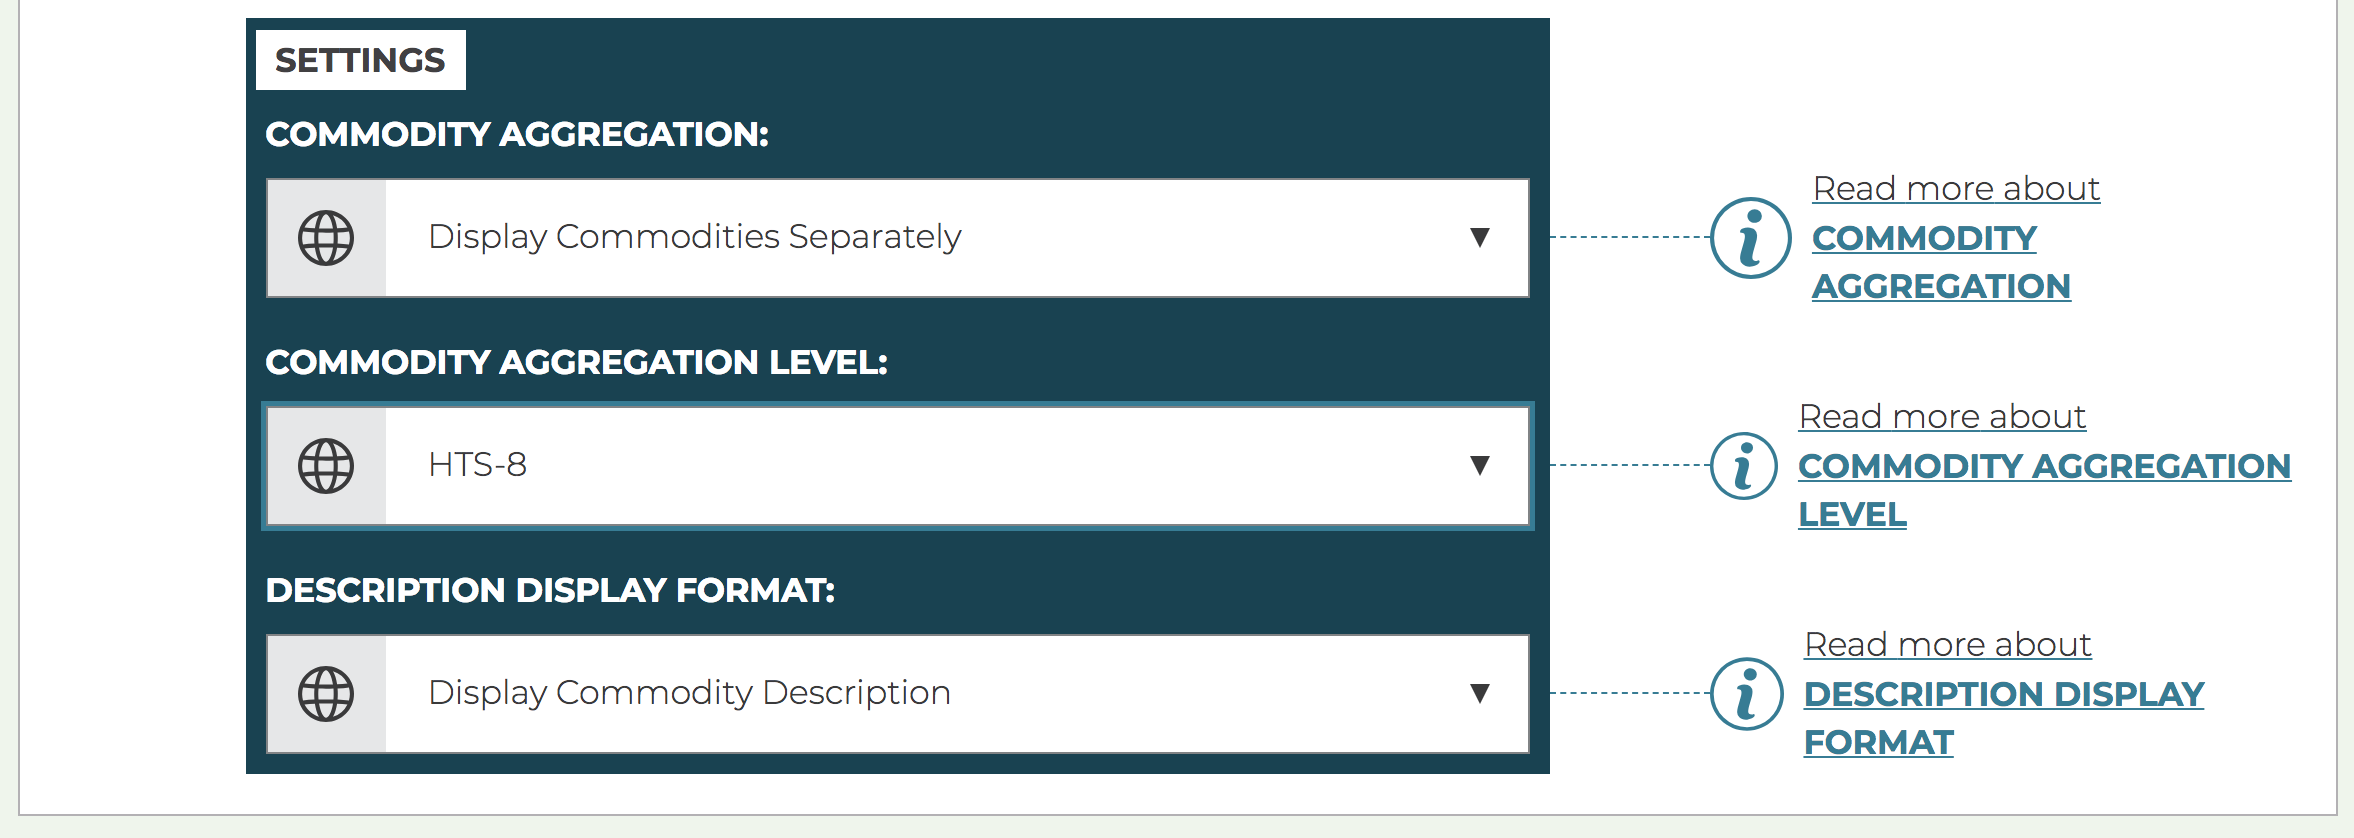 SETTINGS
COMMODITY AGGREGATION:
Display Commodities Separately
Read more about
COMMODITY
AGGREGATION
COMMODITY AGGREGATION LEVEL:
HTS-8
Read more about
COMMODITY AGGREGATION
LEVEL
DESCRIPTION DISPLAY FORMAT:
Display Commodity Description
Read more about
DESCRIPTION DISPLAY
FORMAT